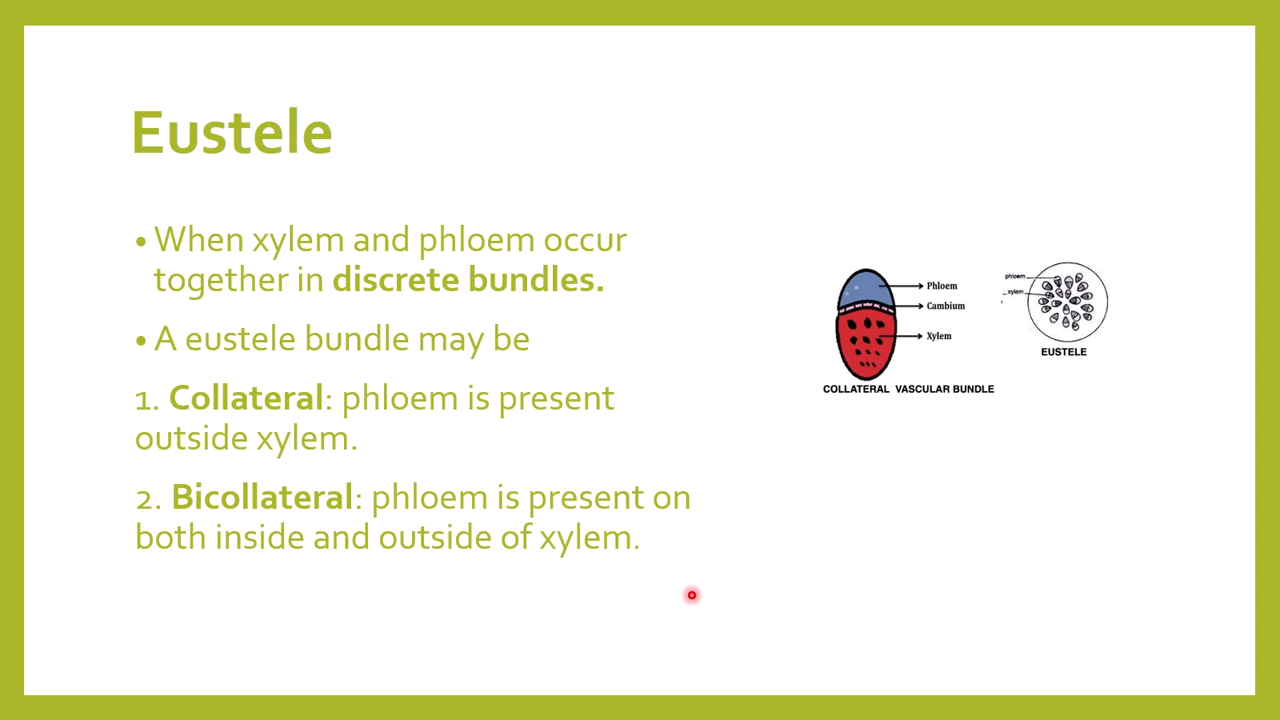 Eustele
• When xylem and phloem occur
together in discrete bundles.
• A eustele bundle may be
1. Collateral: phloem is present
outside xylem.
2. Bicollateral: phloem is present on
both inside and outside of xylem.
Phloem
Cambium
Xylem
COLLATERAL VASCULAR BUNDLE
phloem
xylem
EUSTELE